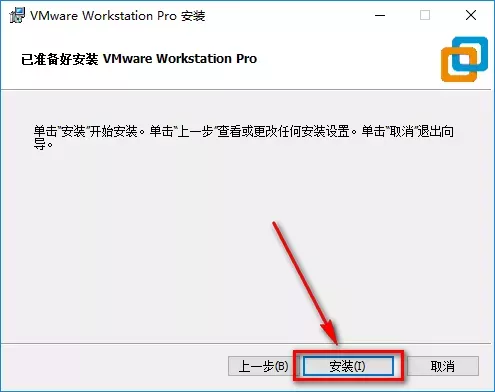 VMware Workstation Pro 安装
已准备好安装 VMware Workstation Pro
单击“安装”开始安装。单击“上一步”查看或更改任何安装设置。单击“取消”退出向
导。
上一步(B) 安装(I) 取消